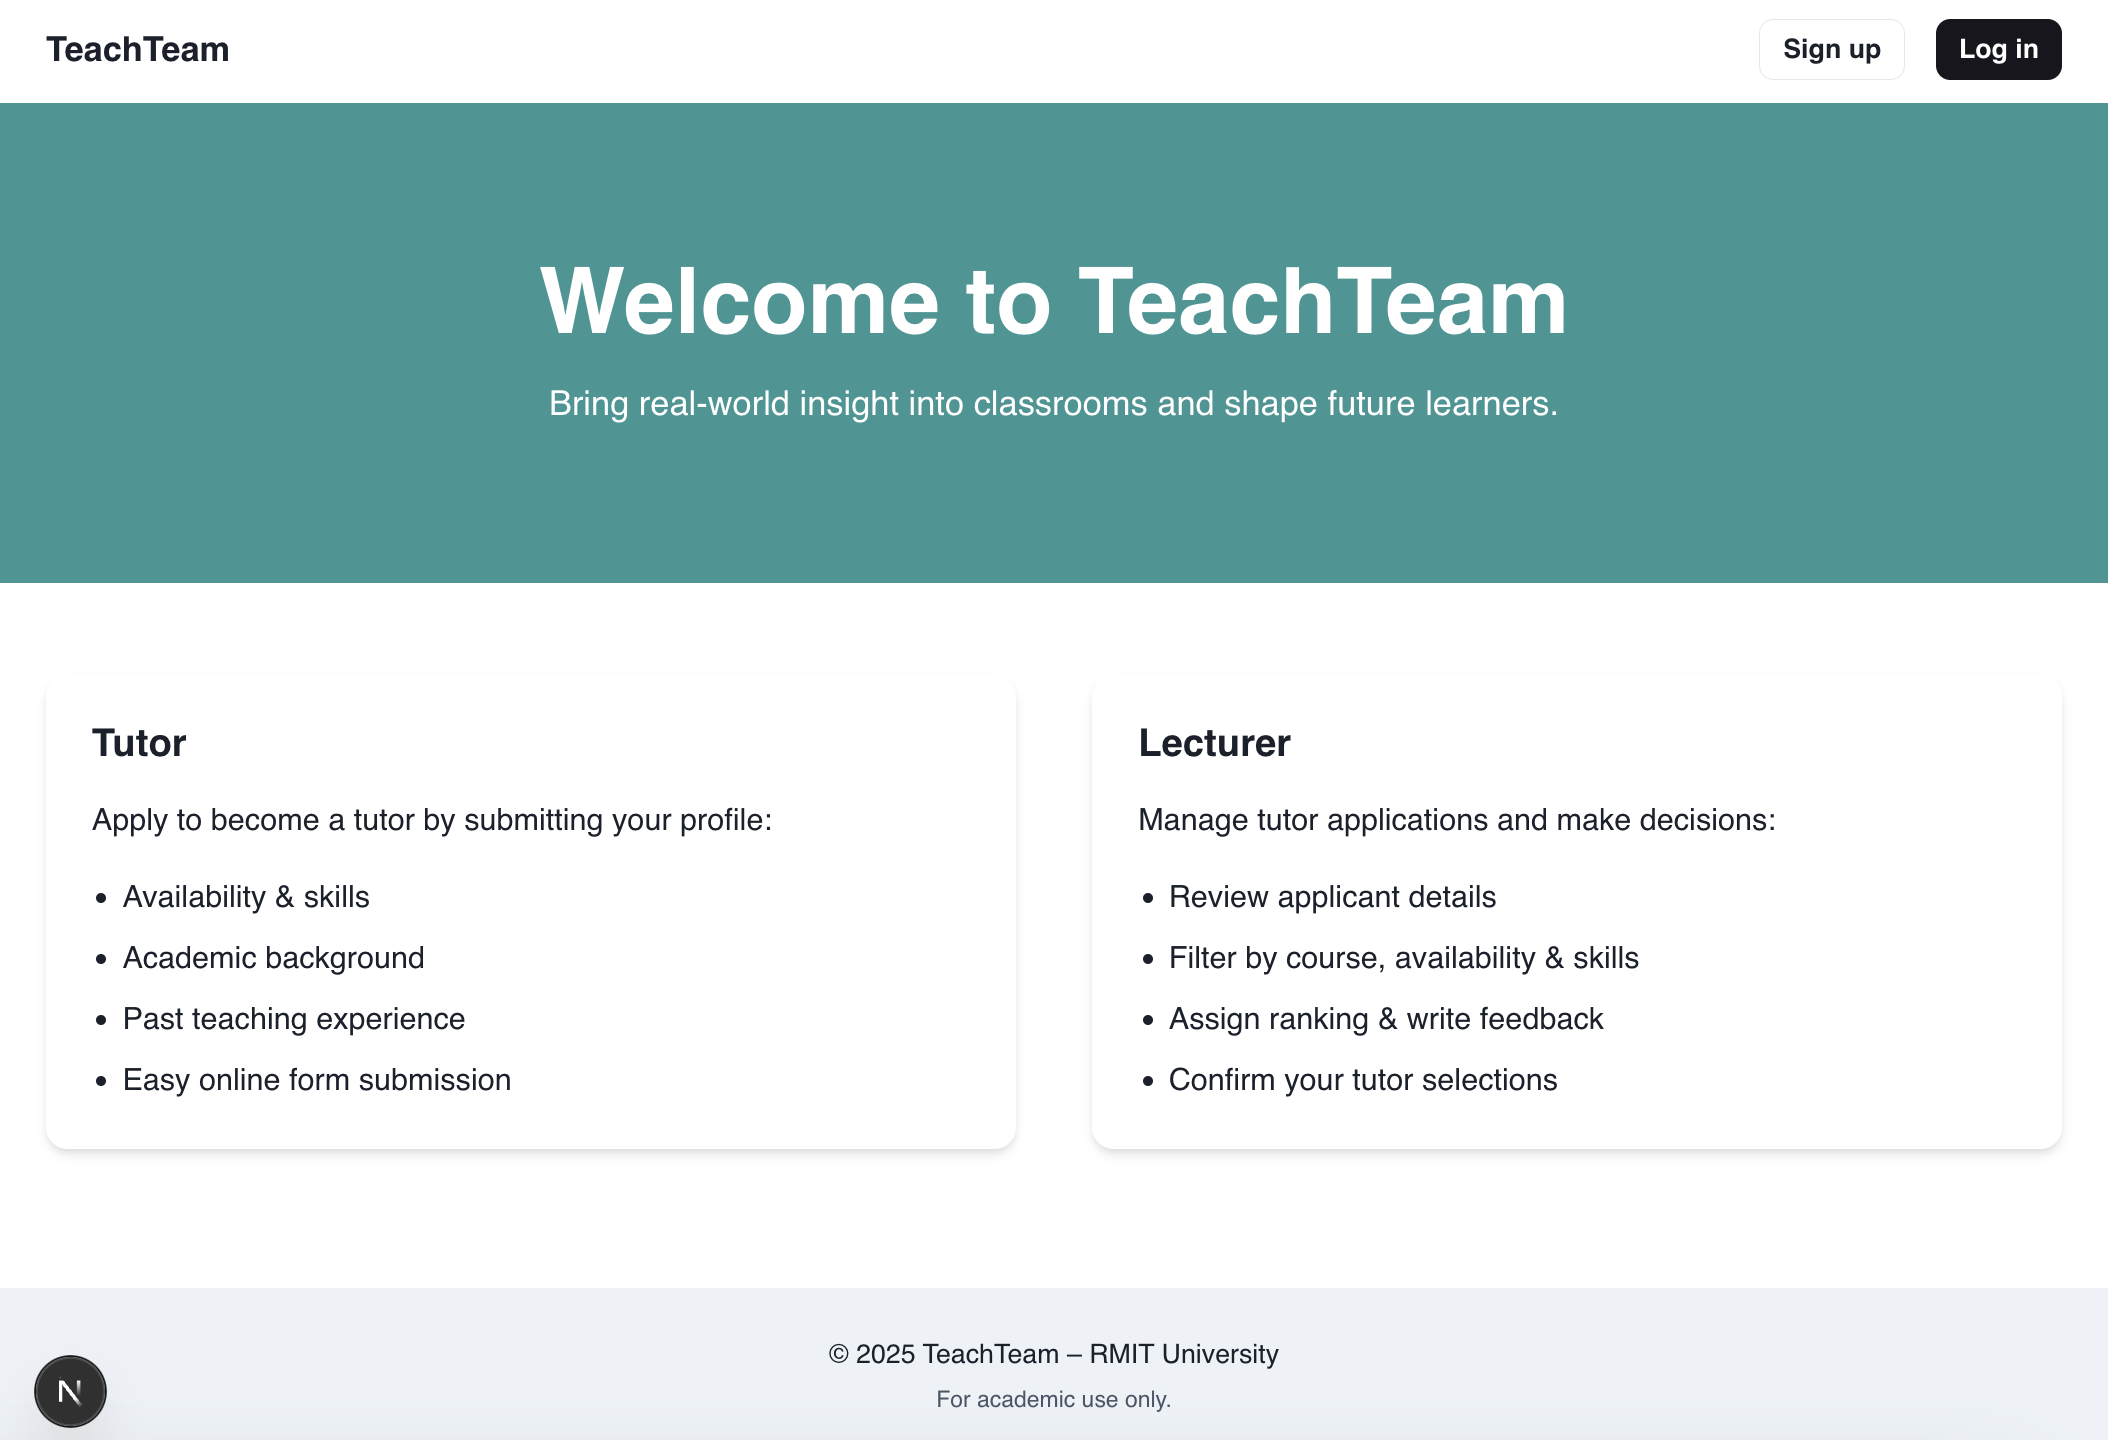 TeachTeam
Sign up
Log in
Welcome to TeachTeam
Bring real-world insight into classrooms and shape future learners.
Tutor
Apply to become a tutor by submitting your profile:
• Availability & skills
• Academic background
• Past teaching experience
• Easy online form submission
Lecturer
Manage tutor applications and make decisions:
• Review applicant details
• Filter by course, availability & skills
• Assign ranking & write feedback
• Confirm your tutor selections
© 2025 TeachTeam – RMIT University
For academic use only.
N